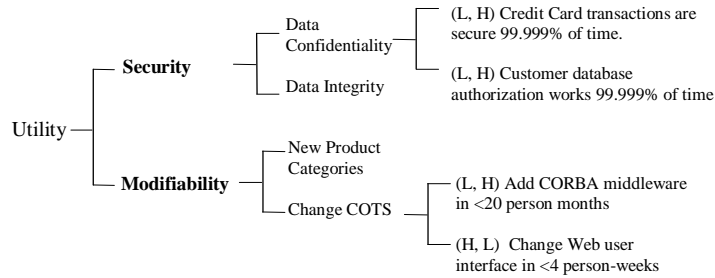 Utility
Security
Data
Confidentiality
(L, H) Credit Card transactions are
secure 99.999% of time.
(L, H) Customer database
authorization works 99.999% of time
Data Integrity
Modifiability
New Product
Categories
Change COTS
(L, H) Add CORBA middleware
in <20 person months
(H, L) Change Web user
interface in <4 person-weeks